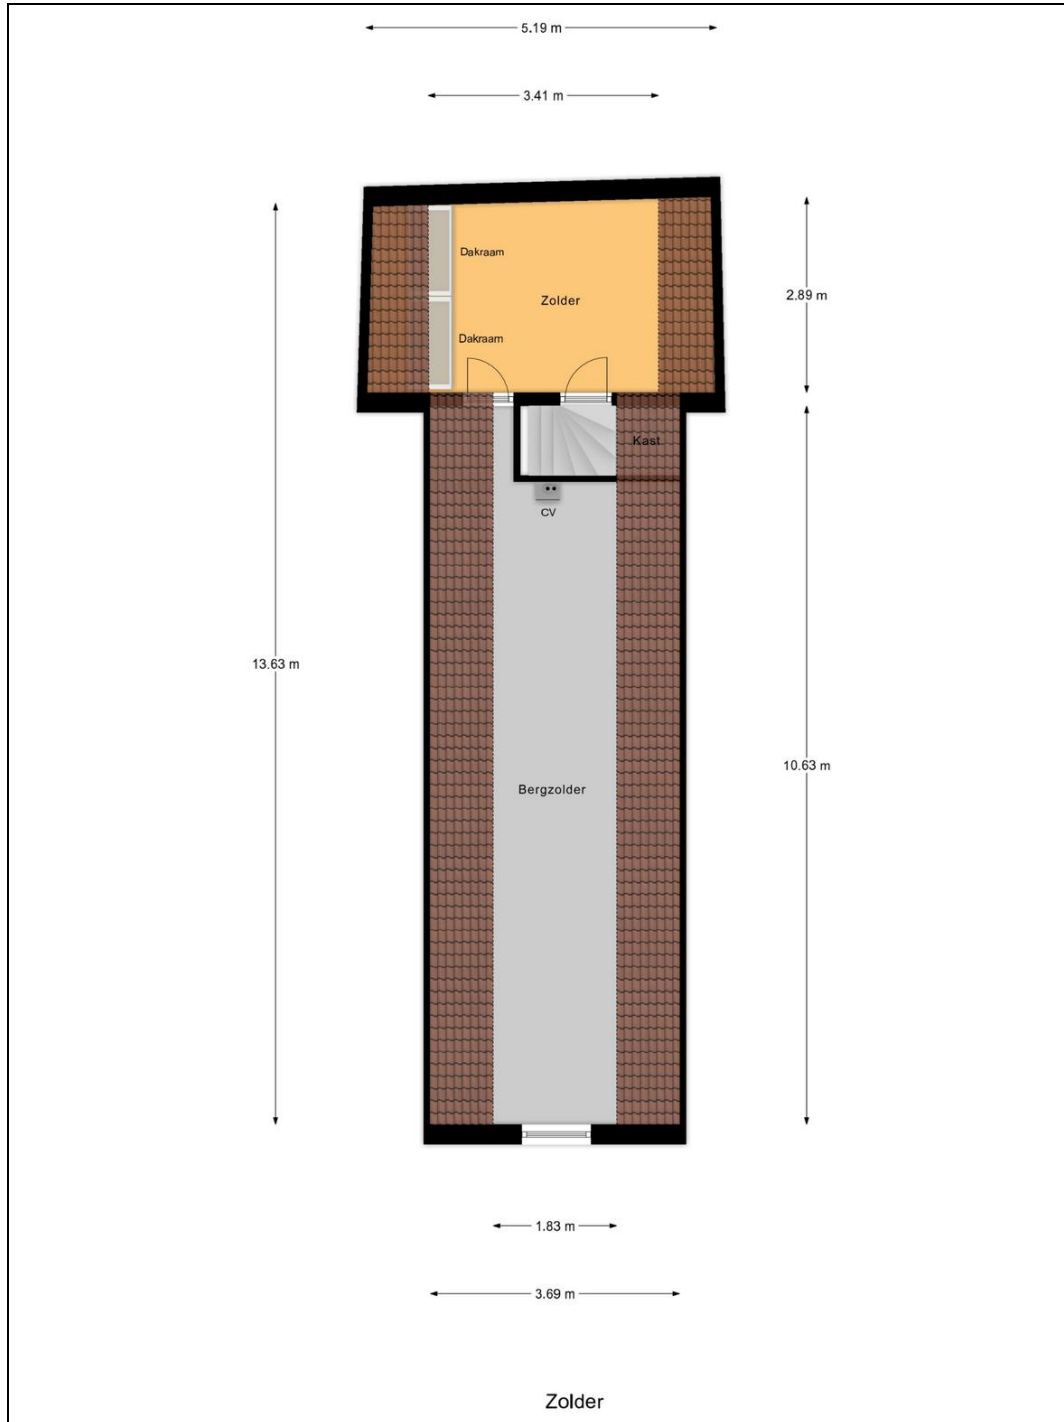 5.19 m
3.41 m
Dakraam
Zolder
2.89 m
Dakraam
Kast
CV
13.63 m
10.63 m
Bergzolder
1.83 m
3.69 m
Zolder